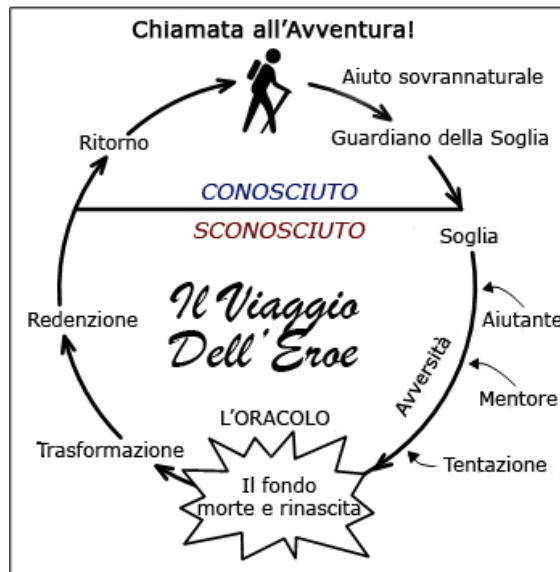 Chiamata all'Avventura!
Aiuto sovrannaturale
Guardiano della Soglia
Ritorno
CONOSCIUTO
SCONOSCIUTO
Soglia
Il Viaggio
Dell'Eroe
Redenzione
Aiutante
Avversità
Mentore
L'ORACOLO
Trasformazione
Tentazione
Il fondo
morte e rinascita